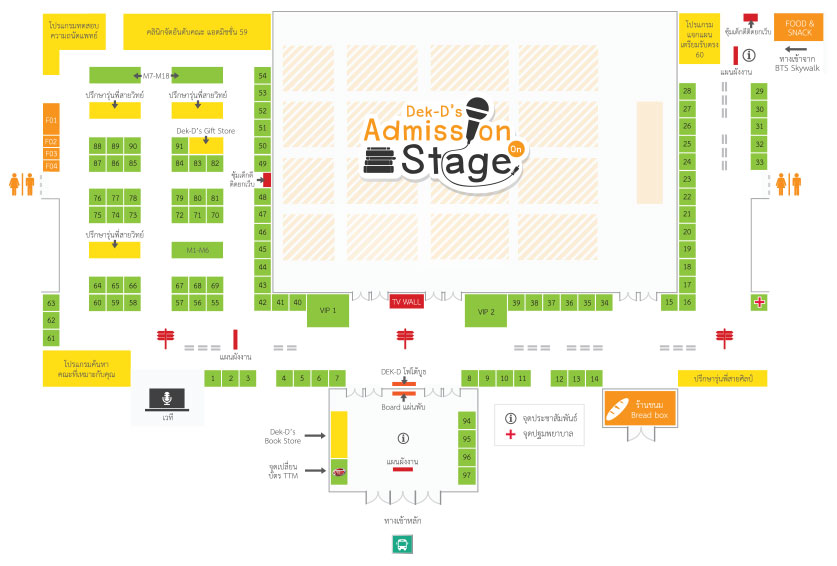 โปรแกรมทดสอบ
ความถนัดแพทย์
คลินิกจัดอันดับคณะ แอดมิชชั่น 59
โปรแกรม
แจกแผน
เตรียมรับตรง
60
ซุ้มเด็กดีติดยกเว็บ
FOOD &
SNACK
แผนผังงาน
ทางเข้าจาก
BTS Skywalk
M7-M18
ปรึกษารุ่นพี่สายวิทย์
ปรึกษารุ่นพี่สายวิทย์
Dek-D's Gift Store
F01
F02
F03
F04
88 89 90
87 86 85
91
84 83 82
76 77 78
75 74 73
79 80 81
72 71 70
ปรึกษารุ่นพี่สายวิทย์
M1-M6
64 65 66
60 59 58
67 68 69
57 56 55
63
62
61
54
53
52
51
50
49
ซุ้มเด็กดี
ติดยกเว็บ
48
47
46
45
44
43
42 41 40
VIP 1
TV WALL
VIP 2
39 38 37 36 35 34
15 16
Dek-D's
Admission
On
Stage
28
27
26
25
24
23
22
21
20
19
18
17
29
30
31
32
33
แผนผังงาน
โปรแกรมค้นหา
คณะที่เหมาะกับคุณ
เวที
1 2 3
4 5 6 7
DEK-D โฟโต้บูธ
Board แผ่นพับ
8 9 10 11
12 13 14
ปรึกษารุ่นพี่สายศิลป์
ร้านขนม
Bread box
Dek-D's
Book Store
จุดเปลี่ยน
บัตร TTM
แผนผังงาน
94
95
96
97
จุดประชาสัมพันธ์
จุดปฐมพยาบาล
ทางเข้าหลัก